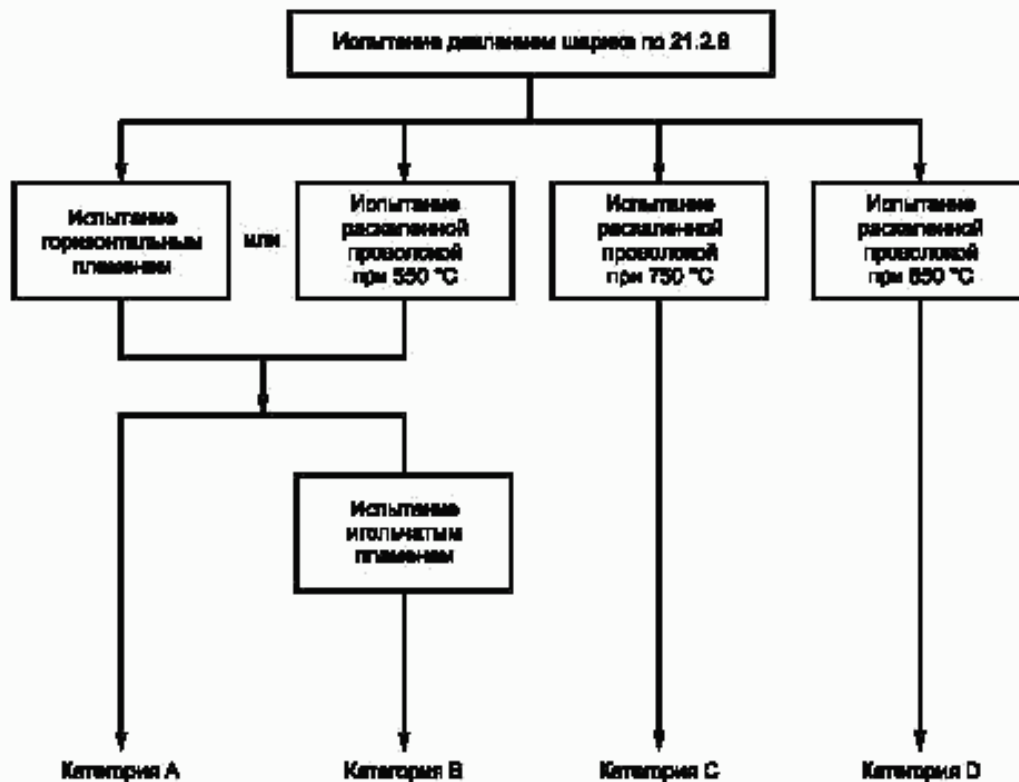 Испытание давлением шарика по 21.2.8
Испытание
горизонтальным
пламенем
или
Испытание
раскаленной
проволокой
при 550 °C
Испытание
раскаленной
проволокой
при 750 °C
Испытание
раскаленной
проволокой
при 850 °C
Испытание
игольчатым
пламенем
Категория A
Категория B
Категория C
Категория D